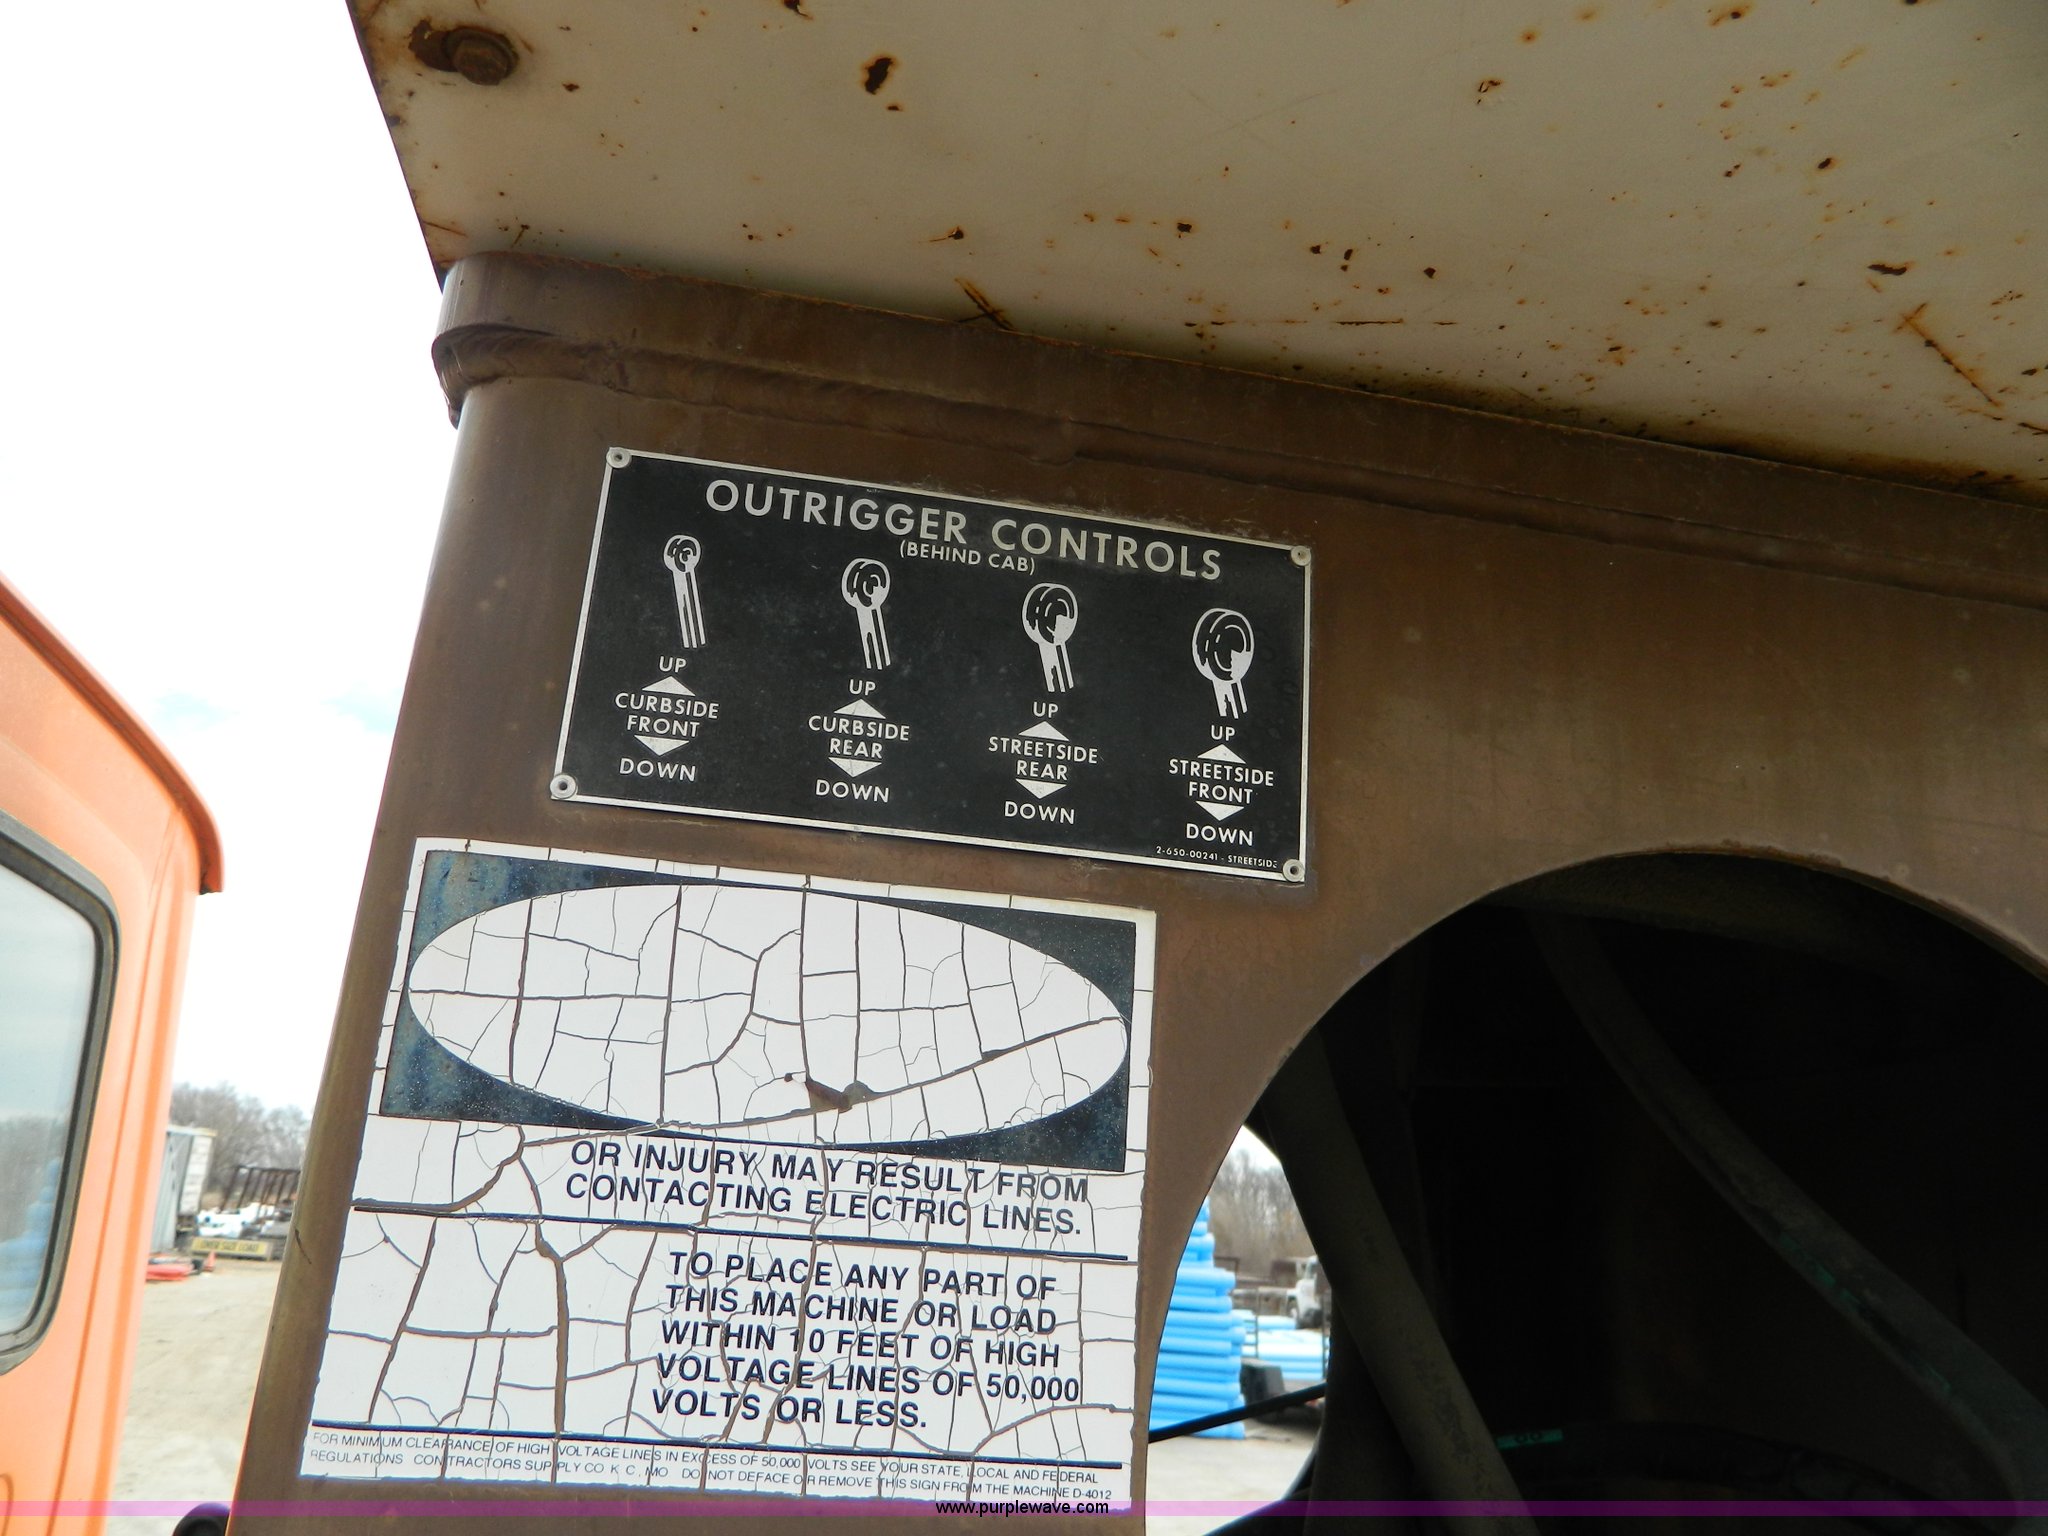 OUTRIGGER CONTROLS
(BEHIND CAB)
UP
CURBSIDE
FRONT
DOWN
UP
CURBSIDE
REAR
DOWN
UP
STREETSIDE
REAR
DOWN
UP
STREETSIDE
FRONT
DOWN
2-650-00241 - STREETSIDE
OR INJURY MAY RESULT FROM
CONTACTING ELECTRIC LINES.
TO PLACE ANY PART OF
THIS MACHINE OR LOAD
WITHIN 10 FEET OF HIGH
VOLTAGE LINES OF 50,000
VOLTS OR LESS.
FOR MINIMUM CLEARANCE OF HIGH VOLTAGE LINES IN EXCESS OF 50,000 VOLTS SEE YOUR STATE, LOCAL AND FEDERAL
REGULATIONS CONTRACTORS SUPPLY CO K C, MO DO NOT DEFACE OR REMOVE THIS SIGN FROM THE MACHINE D-4012
LOWER SIDE LOAD
www.purplewave.com